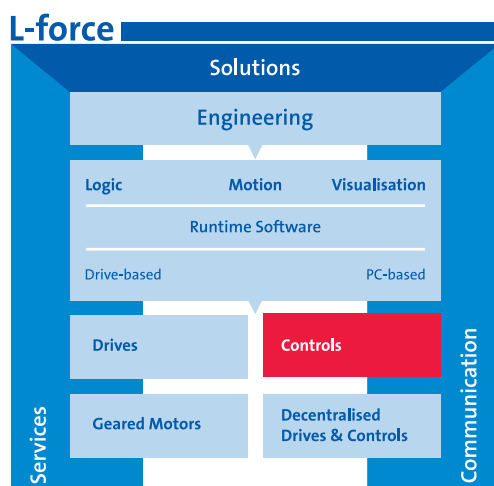 L-force
Solutions
Engineering
Logic Motion Visualisation
Runtime Software
Drive-based PC-based
Drives Controls
Geared Motors
Decentralised
Drives & Controls
Services
Communication